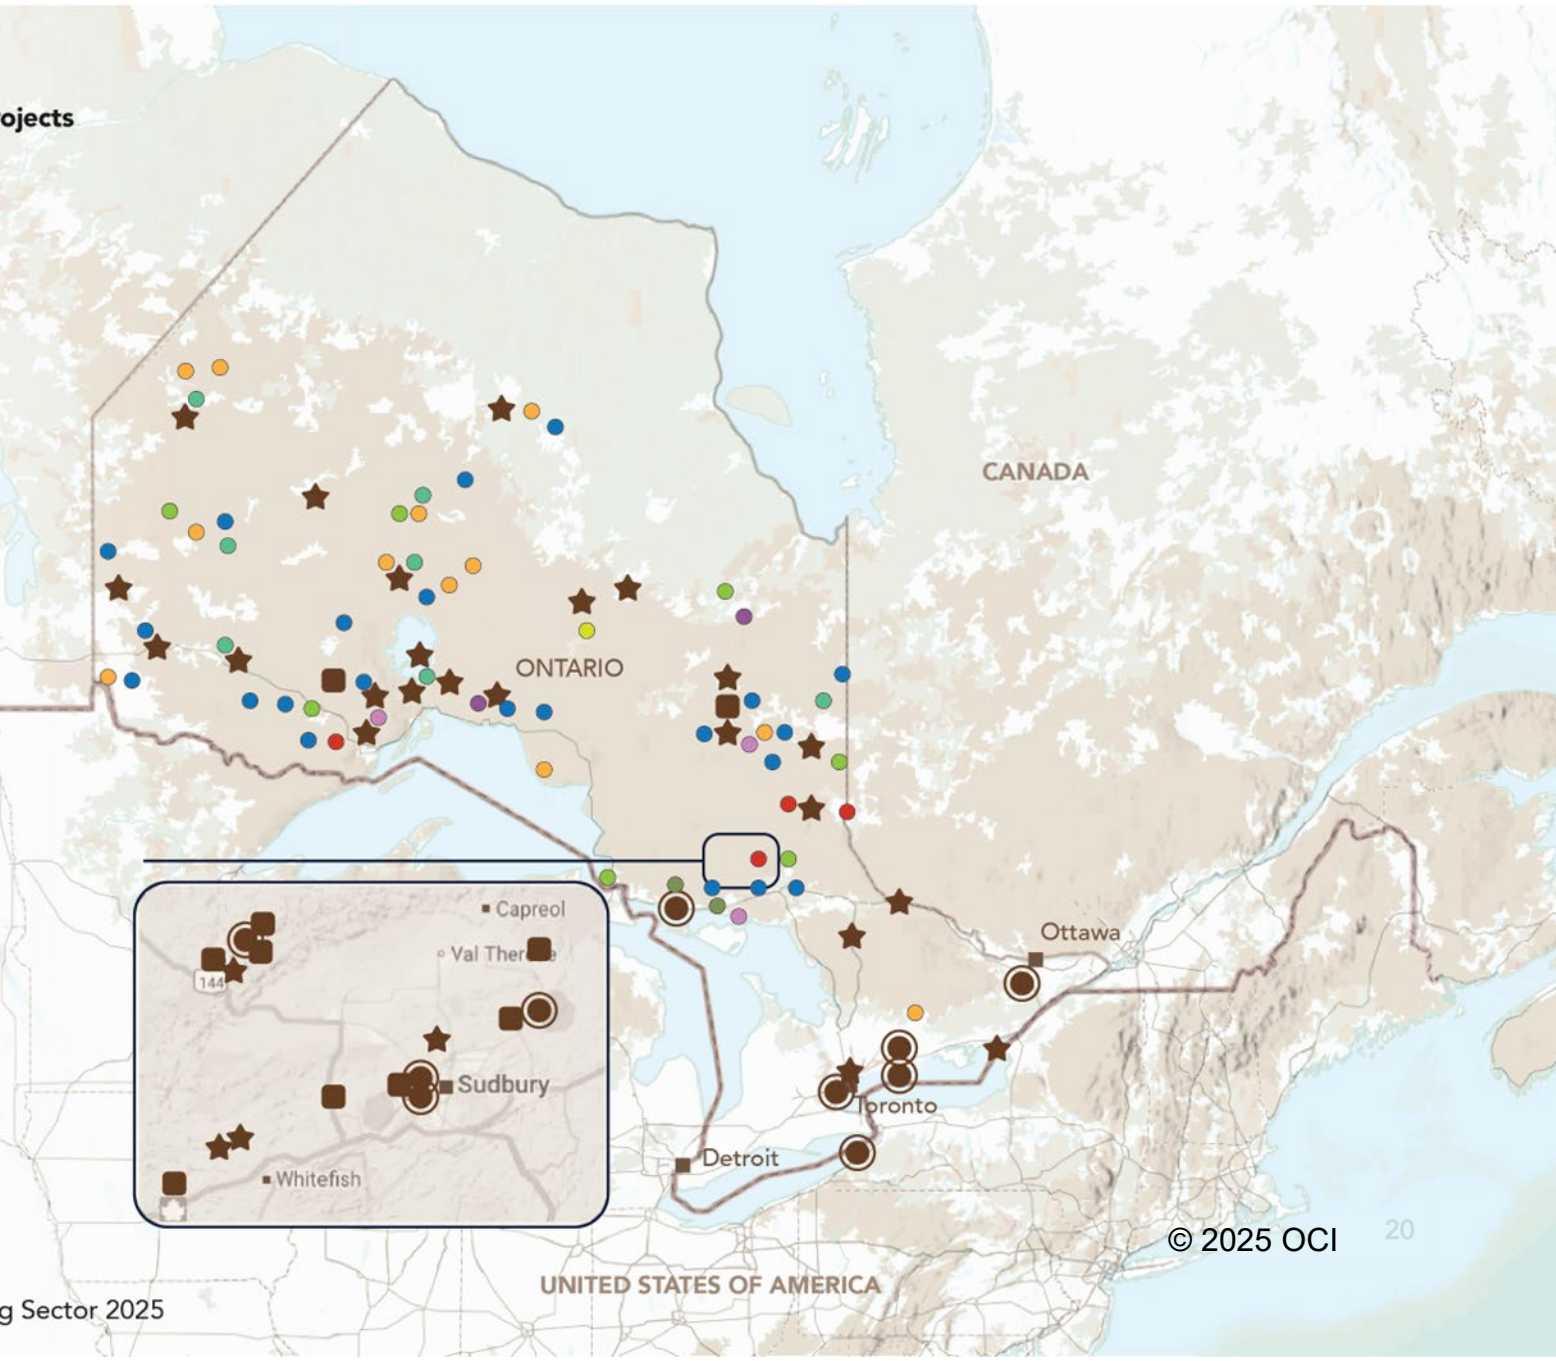 ojects
CANADA
ONTARIO
Capreol
Val Ther
144
Sudbury
Whitefish
Ottawa
Toronto
Detroit
© 2025 OCI
20
UNITED STATES OF AMERICA
g Sector 2025